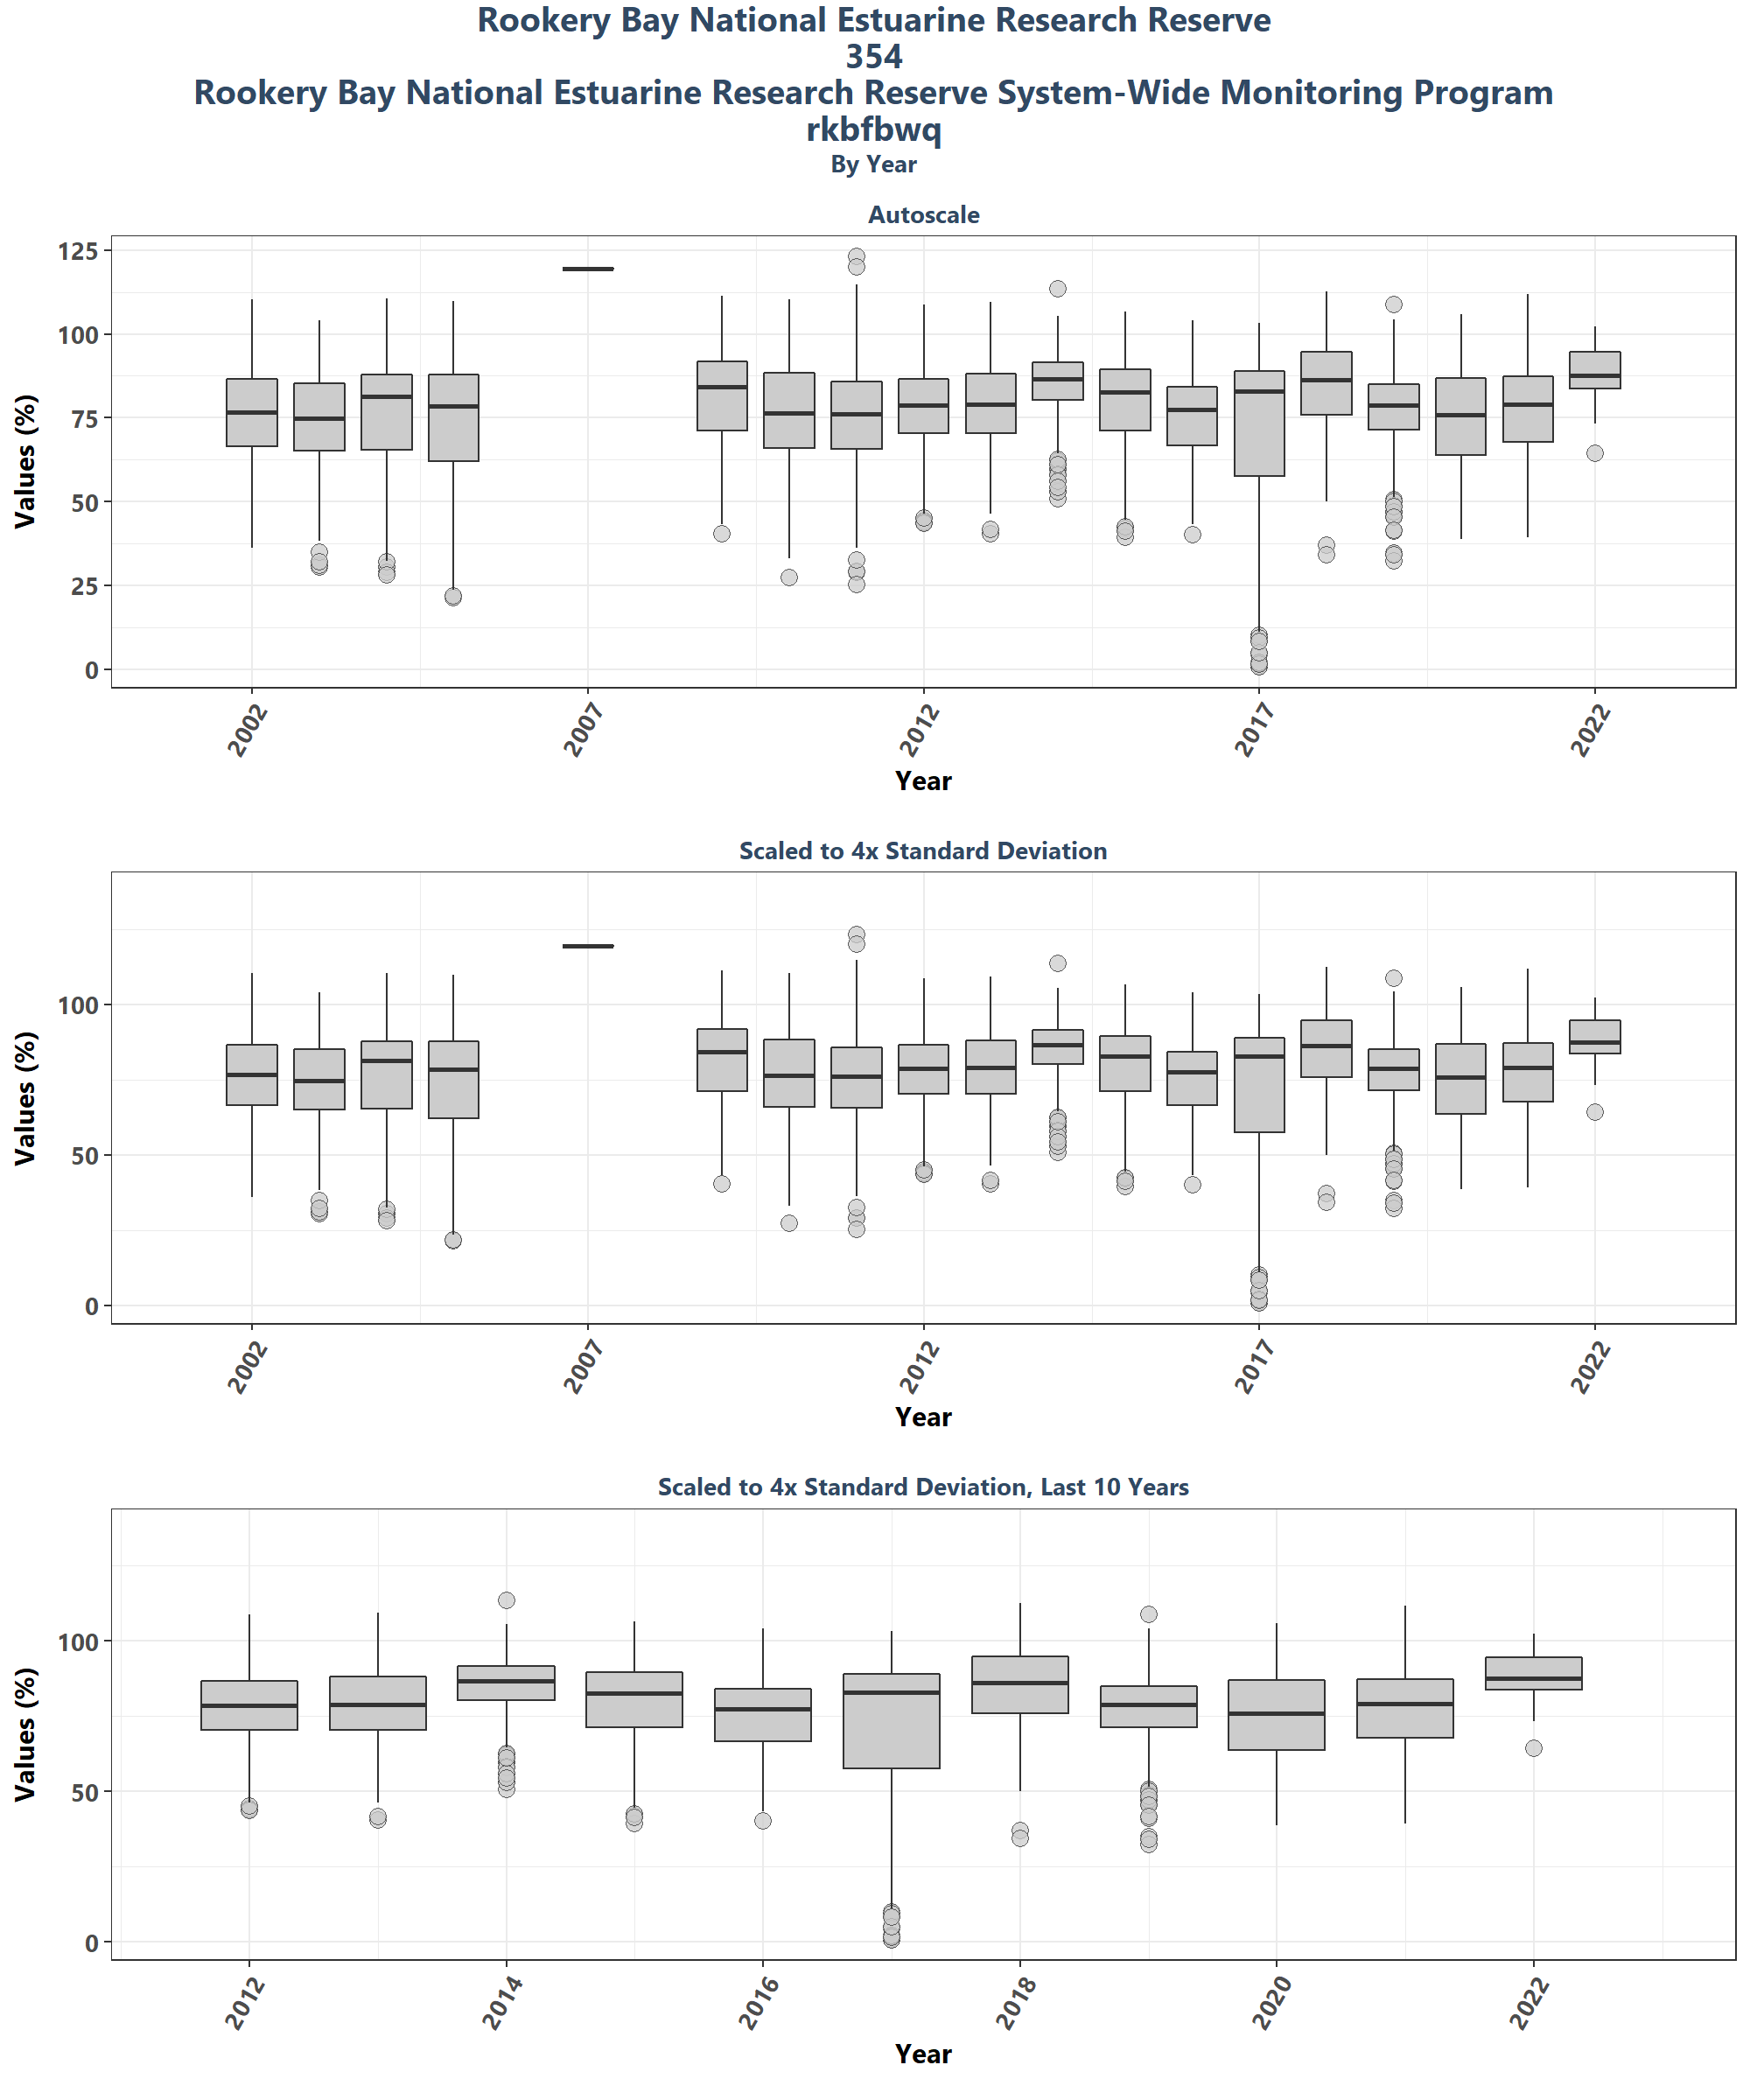 Rookery Bay National Estuarine Research Reserve
354
Rookery Bay National Estuarine Research Reserve System-Wide Monitoring Program
rkbfbwq
By Year
Autoscale
Values (%)
125
100
75
50
25
0
2002
2007
2012
2017
2022
Year
Scaled to 4x Standard Deviation
Values (%)
100
50
0
2002
2007
2012
2017
2022
Year
Scaled to 4x Standard Deviation, Last 10 Years
Values (%)
100
50
0
2012
2014
2016
2018
2020
2022
Year